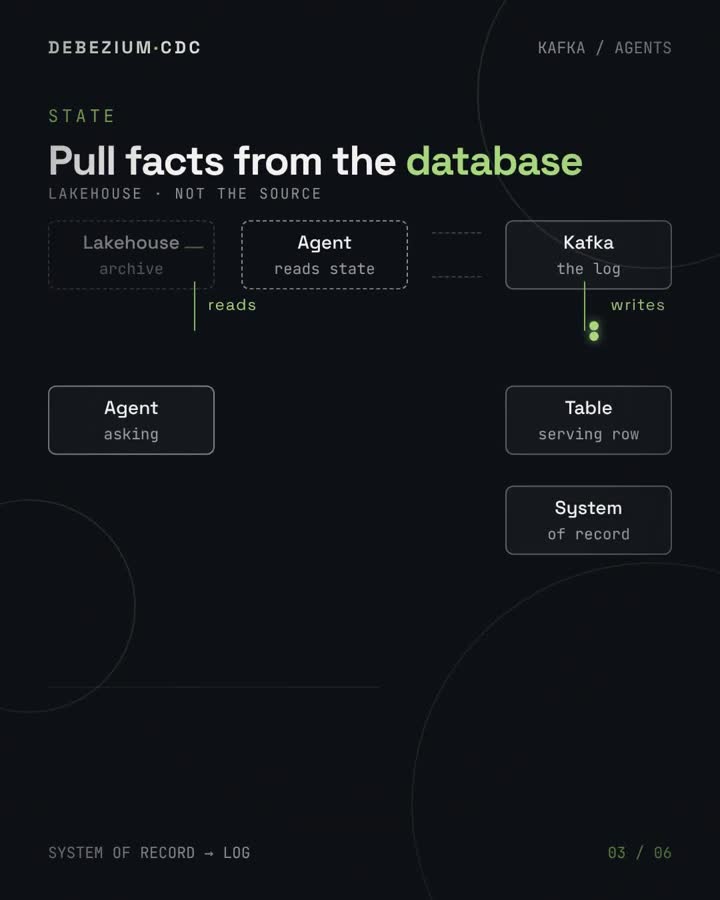 DEBEZIUM·CDC
KAFKA / AGENTS
STATE
Pull facts from the database
LAKEHOUSE · NOT THE SOURCE
Lakehouse
archive
Agent
reads state
Kafka
the log
reads
writes
Agent
asking
Table
serving row
System
of record
SYSTEM OF RECORD → LOG
03 / 06